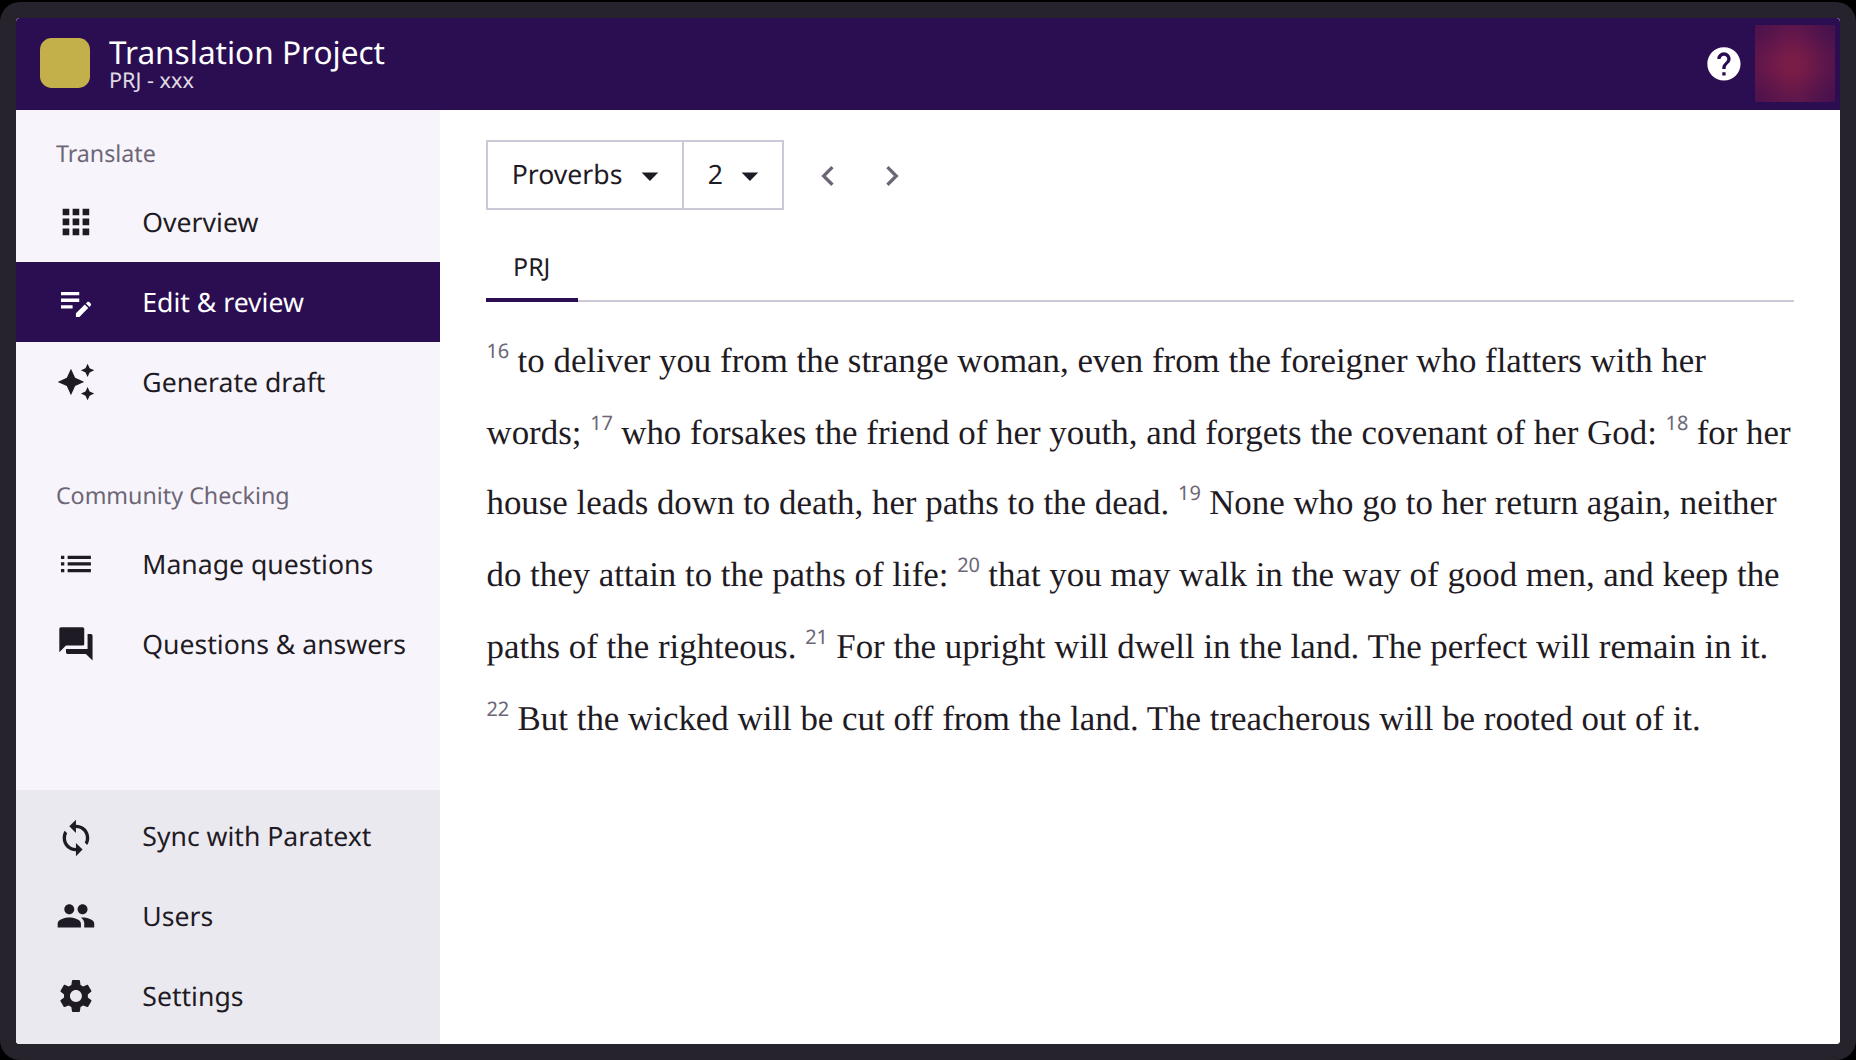 Translation Project
PRJ - xxx
Translate
Overview
Edit & review
Generate draft
Community Checking
Manage questions
Questions & answers
Sync with Paratext
Users
Settings
Proverbs 2
PRJ
16 to deliver you from the strange woman, even from the foreigner who flatters with her
words; 17 who forsakes the friend of her youth, and forgets the covenant of her God: 18 for her
house leads down to death, her paths to the dead. 19 None who go to her return again, neither
do they attain to the paths of life: 20 that you may walk in the way of good men, and keep the
paths of the righteous. 21 For the upright will dwell in the land. The perfect will remain in it.
22 But the wicked will be cut off from the land. The treacherous will be rooted out of it.